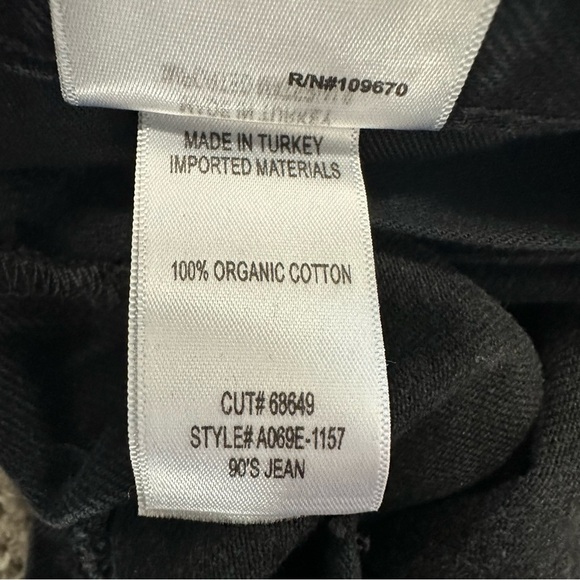 R/N#109670
MADE IN TURKEY
IMPORTED MATERIALS
100% ORGANIC COTTON
CUT# 68649
STYLE# A069E-1157
90'S JEAN